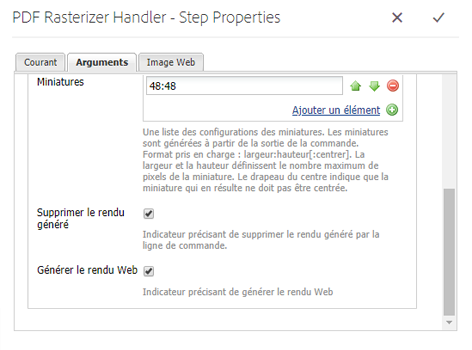 PDF Rasterizer Handler - Step Properties
Courant
Arguments
Image Web
Miniatures
48:48
Ajouter un élément
Une liste des configurations des miniatures. Les miniatures
sont générées à partir de la sortie de la commande.
Format pris en charge : largeur:hauteur[:centrer]. La
largeur et la hauteur définissent le nombre maximum de
pixels de la miniature. Le drapeau du centre indique que la
miniature qui en résulte ne doit pas être centrée.
Supprimer le rendu
généré
Indicateur précisant de supprimer le rendu généré par la
ligne de commande.
Générer le rendu Web
Indicateur précisant de générer le rendu Web